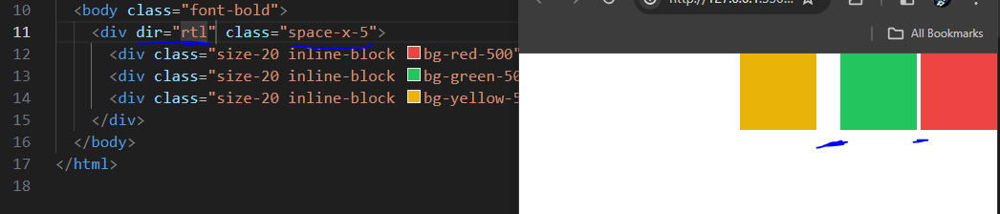 10 <body class="font-bold">
11 <div dir="rtl" class="space-x-5">
12 <div class="size-20 inline-block bg-red-500"
13 <div class="size-20 inline-block bg-green-50
14 <div class="size-20 inline-block bg-yellow-5
15 </div>
16 </body>
17 </html>
18
All Bookmarks